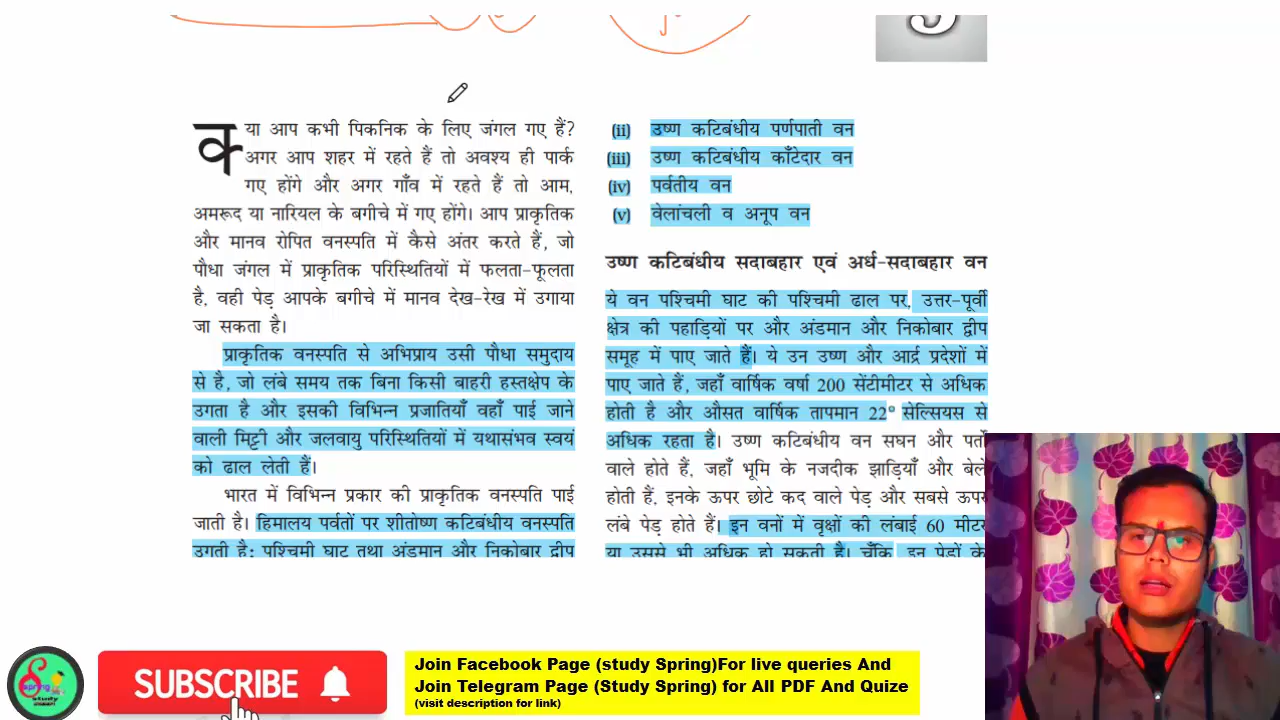 क्या आप कभी पिकनिक के लिए जंगल गए हैं?
अगर आप शहर में रहते हैं तो अवश्य ही पार्क
गए होंगे और अगर गाँव में रहते हैं तो आम,
अमरूद या नारियल के बगीचे में गए होंगे। आप प्राकृतिक
और मानव रोपित वनस्पति में कैसे अंतर करते हैं, जो
पौधा जंगल में प्राकृतिक परिस्थितियों में फलता-फूलता
है, वही पेड़ आपके बगीचे में मानव देख-रेख में उगाया
जा सकता है।
प्राकृतिक वनस्पति से अभिप्राय उसी पौधा समुदाय
से है, जो लंबे समय तक बिना किसी बाहरी हस्तक्षेप के
उगता है और इसकी विभिन्न प्रजातियाँ वहाँ पाई जाने
वाली मिट्टी और जलवायु परिस्थितियों में यथासंभव स्वयं
को ढाल लेती हैं।
भारत में विभिन्न प्रकार की प्राकृतिक वनस्पति पाई
जाती है। हिमालय पर्वतों पर शीतोष्ण कटिबंधीय वनस्पति
उगती है; पश्चिमी घाट तथा अंडमान और निकोबार द्वीप
(ii) उष्ण कटिबंधीय पर्णपाती वन
(iii) उष्ण कटिबंधीय काँटेदार वन
(iv) पर्वतीय वन
(v) वेलांचली व अनूप वन
उष्ण कटिबंधीय सदाबहार एवं अर्ध-सदाबहार वन
ये वन पश्चिमी घाट की पश्चिमी ढाल पर, उत्तर-पूर्वी
क्षेत्र की पहाड़ियों पर और अंडमान और निकोबार द्वीप
समूह में पाए जाते हैं। ये उन उष्ण और आर्द्र प्रदेशों में
पाए जाते हैं, जहाँ वार्षिक वर्षा 200 सेंटीमीटर से अधिक
होती है और औसत वार्षिक तापमान 22° सेल्सियस से
अधिक रहता है। उष्ण कटिबंधीय वन सघन और पर्तों
वाले होते हैं, जहाँ भूमि के नजदीक झाड़ियाँ और बेलें
होती हैं, इनके ऊपर छोटे कद वाले पेड़ और सबसे ऊपर
लंबे पेड़ होते हैं। इन वनों में वृक्षों की लंबाई 60 मीटर
या उससे भी अधिक हो सकती है। चूँकि इन पेड़ों के
SUBSCRIBE
Join Facebook Page (study Spring)For live queries And
Join Telegram Page (Study Spring) for All PDF And Quize
(visit description for link)